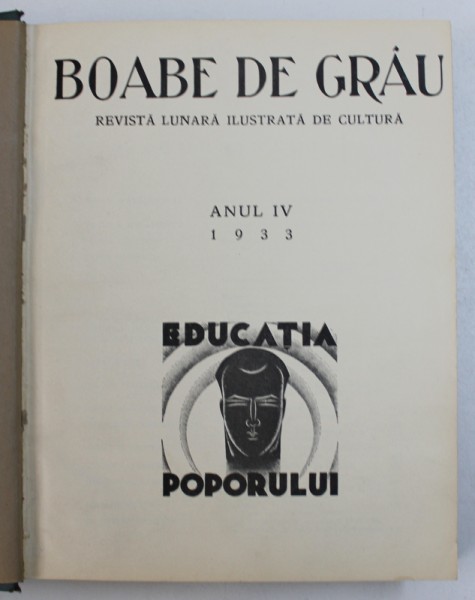 BOABE DE GRÂU
REVISTĂ LUNARĂ ILUSTRATĂ DE CULTURĂ
ANUL IV
1933
EDUCAȚIA
POPORULUI